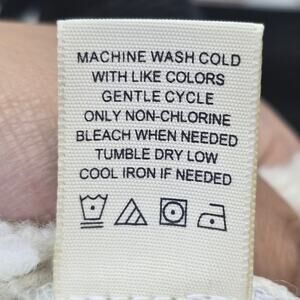 MACHINE WASH COLD
WITH LIKE COLORS
GENTLE CYCLE
ONLY NON-CHLORINE
BLEACH WHEN NEEDED
TUMBLE DRY LOW
COOL IRON IF NEEDED